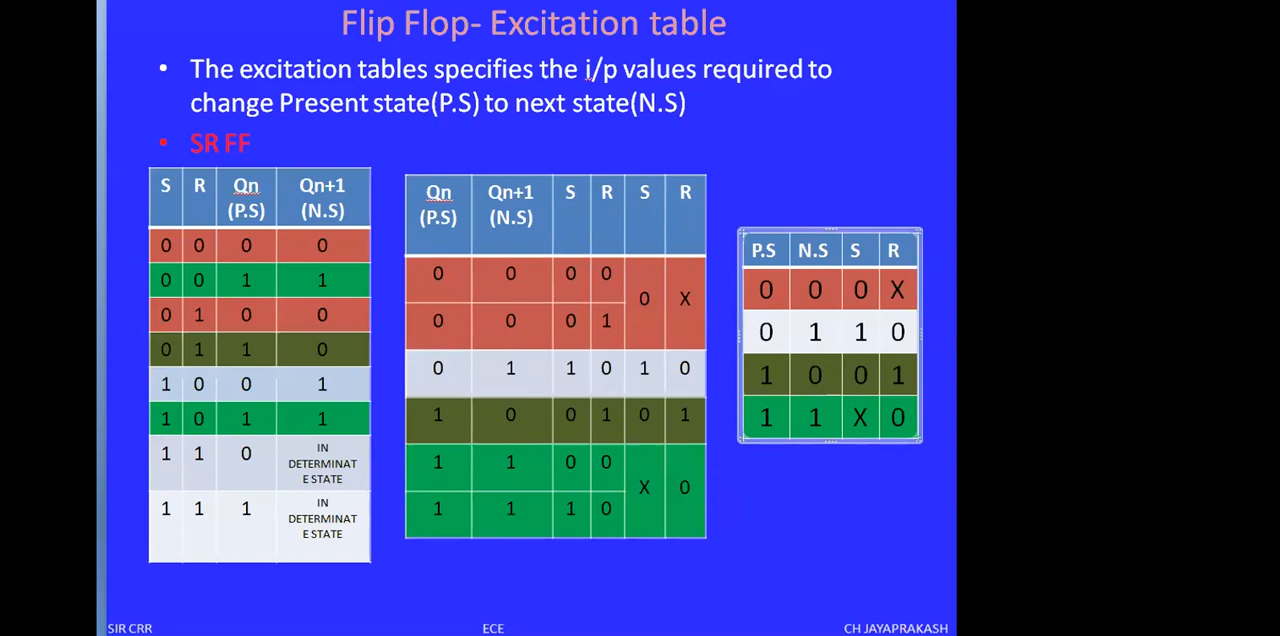 Flip Flop- Excitation table
• The excitation tables specifies the i/p values required to
change Present state(P.S) to next state(N.S)
• SR FF
S R Qn (P.S) Qn+1 (N.S)
0 0 0 0
0 0 1 1
0 1 0 0
0 1 1 0
1 0 0 1
1 0 1 1
1 1 0 IN DETERMINAT E STATE
1 1 1 IN DETERMINAT E STATE
Qn (P.S) Qn+1 (N.S) S R S R
0 0 0 0 0 X
0 0 0 1
0 1 1 0 1 0
1 0 0 1 0 1
1 1 0 0 X 0
1 1 1 0
P.S N.S S R
0 0 0 X
0 1 1 0
1 0 0 1
1 1 X 0
SIR CRR ECE CH JAYAPRAKASH